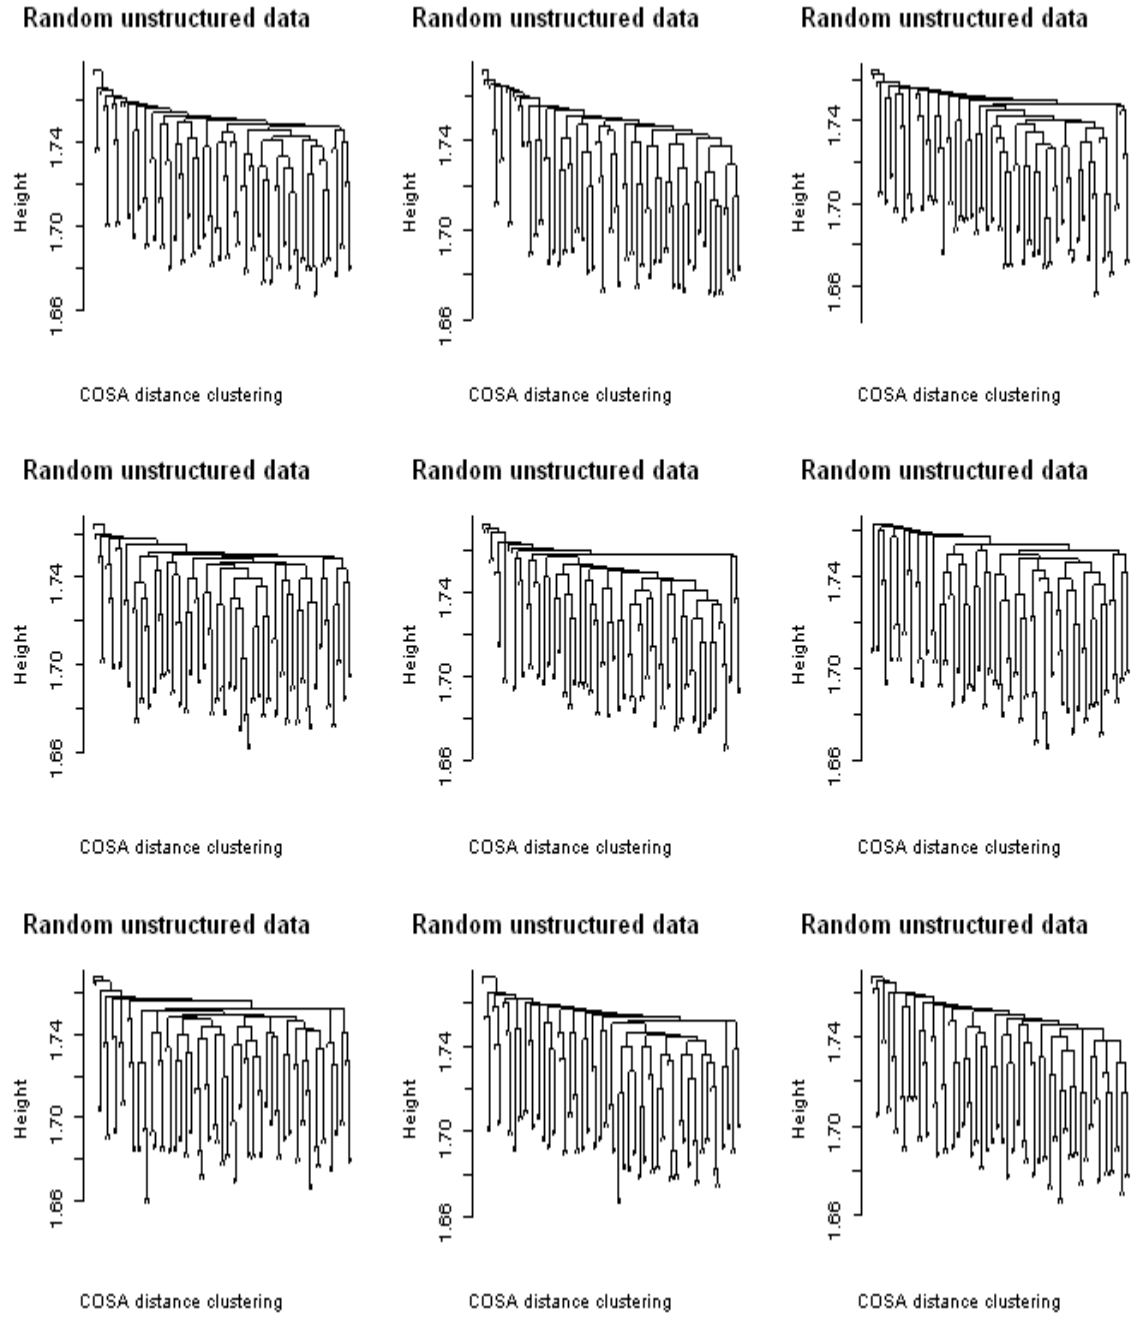 Random unstructured data Random unstructured data Random unstructured data
Height 1.66 1.70 1.74 Height 1.66 1.70 1.74 Height 1.66 1.70 1.74
COSA distance clustering COSA distance clustering COSA distance clustering
Random unstructured data Random unstructured data Random unstructured data
Height 1.66 1.70 1.74 Height 1.66 1.70 1.74 Height 1.66 1.70 1.74
COSA distance clustering COSA distance clustering COSA distance clustering
Random unstructured data Random unstructured data Random unstructured data
Height 1.66 1.70 1.74 Height 1.66 1.70 1.74 Height 1.66 1.70 1.74
COSA distance clustering COSA distance clustering COSA distance clustering